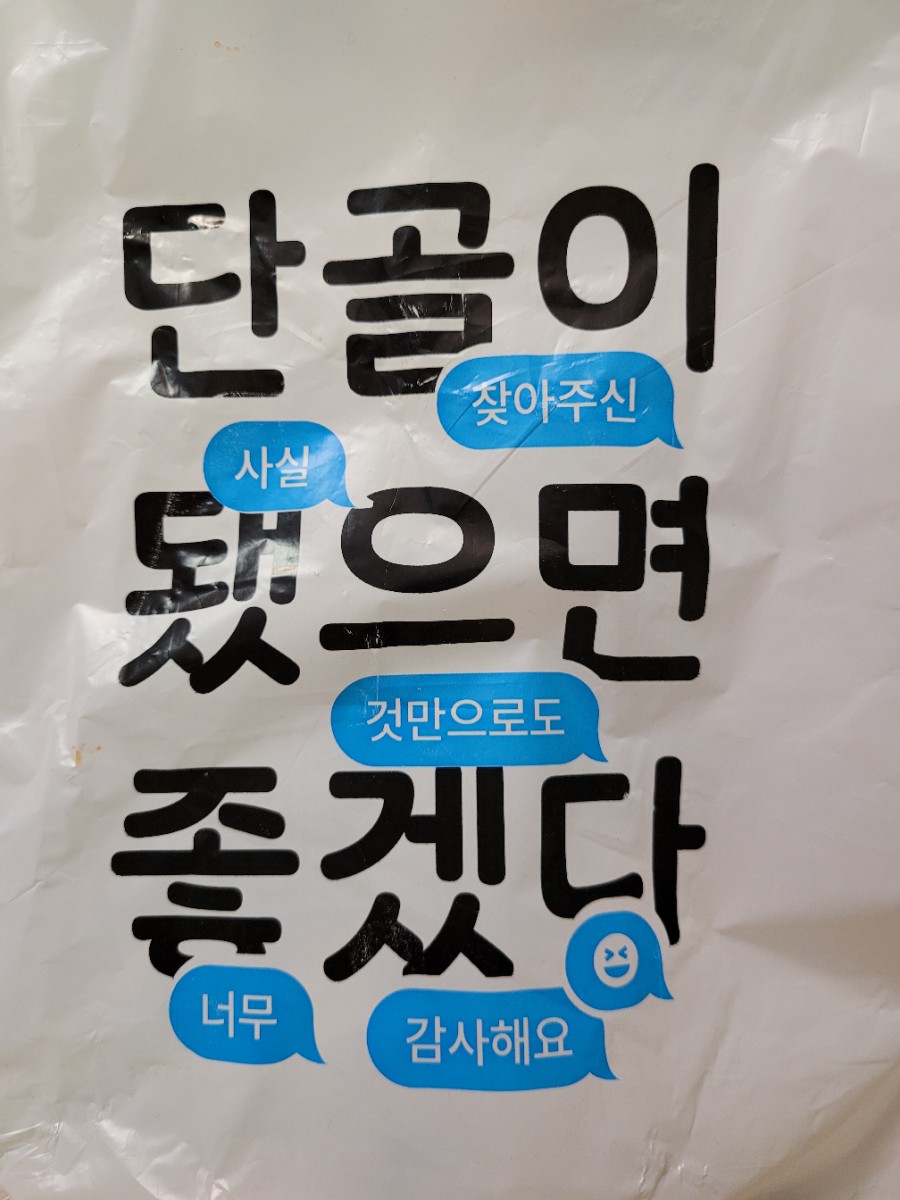 단골이
찾아주신
사실
됐으면
것만으로도
좋겠다
너무
감사해요